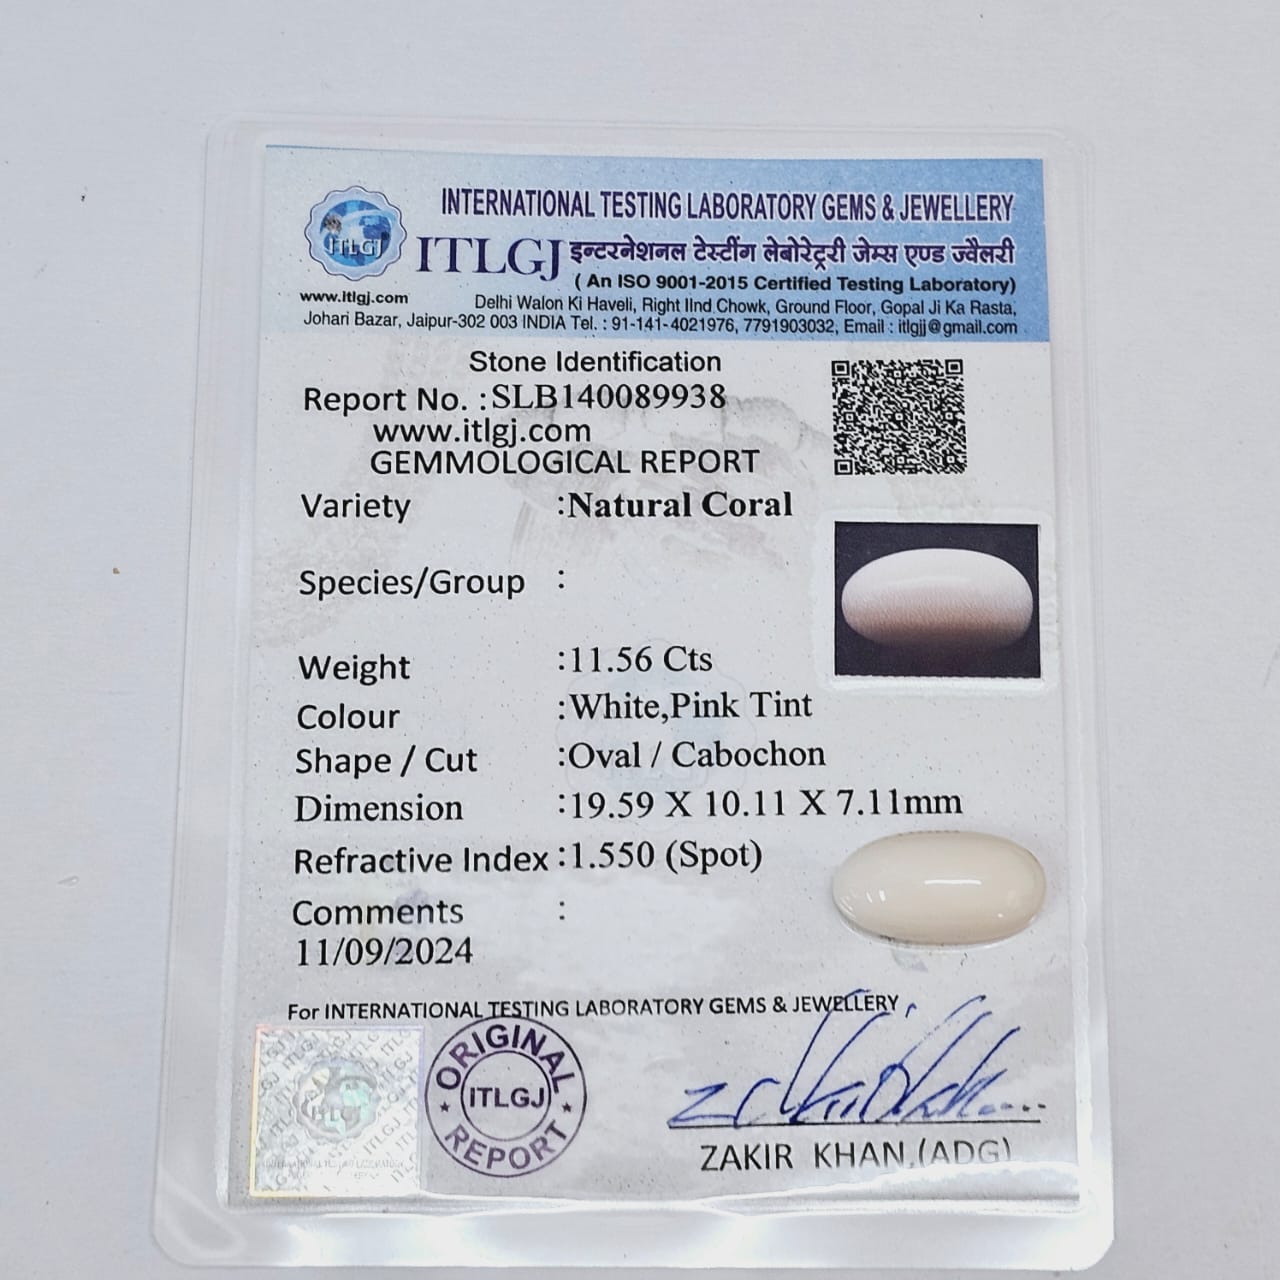 INTERNATIONAL TESTING LABORATORY GEMS & JEWELLERY
ITLGJ
ITLGJ इन्टरनेशनल टेस्टींग लेबोरेट्ररी जेम्स एण्ड ज्वैलरी
( An ISO 9001-2015 Certified Testing Laboratory)
www.itlgj.com Delhi Walon Ki Haveli, Right IInd Chowk, Ground Floor, Gopal Ji Ka Rasta,
Johari Bazar, Jaipur-302 003 INDIA Tel. : 91-141-4021976, 7791903032, Email : itlgjj@gmail.com
Stone Identification
Report No. :SLB140089938
www.itlgj.com
GEMMOLOGICAL REPORT
Variety :Natural Coral
Species/Group :
Weight :11.56 Cts
Colour :White,Pink Tint
Shape / Cut :Oval / Cabochon
Dimension :19.59 X 10.11 X 7.11mm
Refractive Index :1.550 (Spot)
Comments :
11/09/2024
For INTERNATIONAL TESTING LABORATORY GEMS & JEWELLERY
ORIGINAL
ITLGJ
REPORT
ZAKIR KHAN,(ADG)